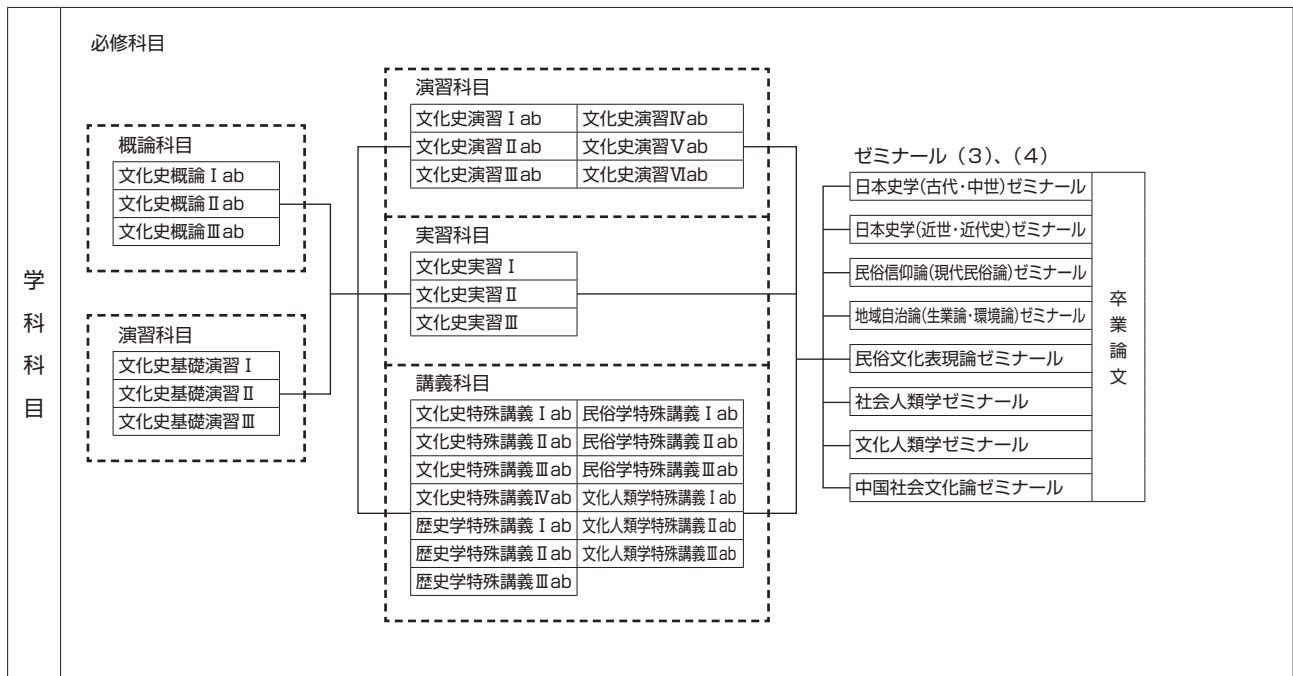 学科科目
必修科目
概論科目
文化史概論Ⅰab
文化史概論Ⅱab
文化史概論Ⅲab
演習科目
文化史基礎演習Ⅰ
文化史基礎演習Ⅱ
文化史基礎演習Ⅲ
演習科目
文化史演習Ⅰab 文化史演習Ⅳab
文化史演習Ⅱab 文化史演習Ⅴab
文化史演習Ⅲab 文化史演習Ⅵab
実習科目
文化史実習Ⅰ
文化史実習Ⅱ
文化史実習Ⅲ
講義科目
文化史特殊講義Ⅰab 民俗学特殊講義Ⅰab
文化史特殊講義Ⅱab 民俗学特殊講義Ⅱab
文化史特殊講義Ⅲab 民俗学特殊講義Ⅲab
文化史特殊講義Ⅳab 文化人類学特殊講義Ⅰab
歴史学特殊講義Ⅰab 文化人類学特殊講義Ⅱab
歴史学特殊講義Ⅱab 文化人類学特殊講義Ⅲab
歴史学特殊講義Ⅲab
ゼミナール（３）、（４）
日本史学(古代・中世)ゼミナール
日本史学(近世・近代史)ゼミナール
民俗信仰論(現代民俗論)ゼミナール
地域自治論(生業論・環境論)ゼミナール
民俗文化表現論ゼミナール
社会人類学ゼミナール
文化人類学ゼミナール
中国社会文化論ゼミナール
卒業論文